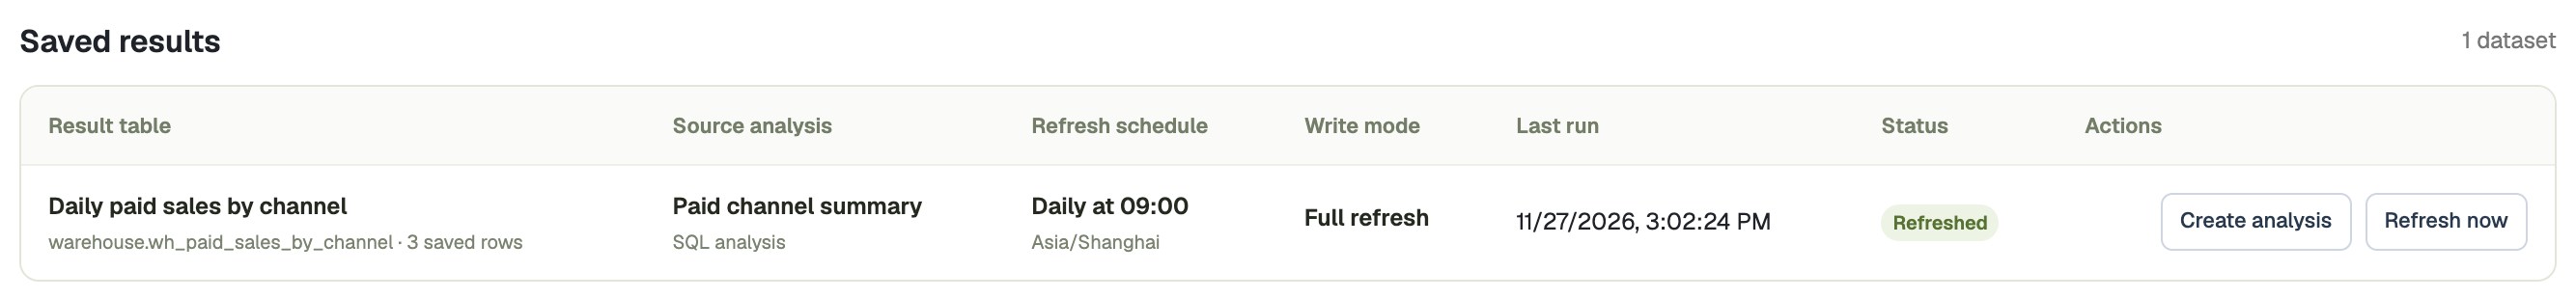 Saved results
1 dataset
Result table
Source analysis
Refresh schedule
Write mode
Last run
Status
Actions
Daily paid sales by channel
warehouse.wh_paid_sales_by_channel · 3 saved rows
Paid channel summary
SQL analysis
Daily at 09:00
Asia/Shanghai
Full refresh
11/27/2026, 3:02:24 PM
Refreshed
Create analysis
Refresh now